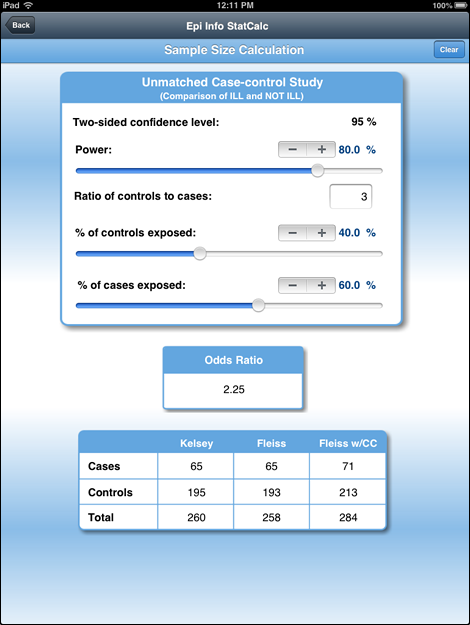 iPad 12:11 PM 100%
Back Epi Info StatCalc
Sample Size Calculation Clear
Unmatched Case-control Study
(Comparison of ILL and NOT ILL)
Two-sided confidence level: 95 %
Power: − + 80.0 %
Ratio of controls to cases: 3
% of controls exposed: − + 40.0 %
% of cases exposed: − + 60.0 %
Odds Ratio
2.25
Kelsey Fleiss Fleiss w/CC
Cases 65 65 71
Controls 195 193 213
Total 260 258 284